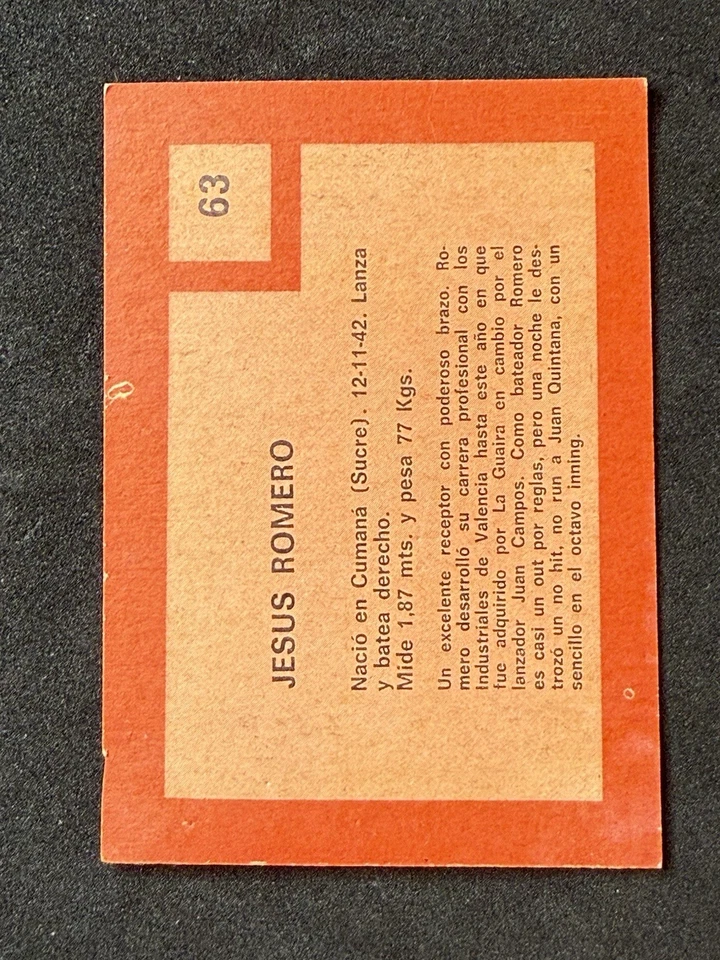 63
JESUS ROMERO
Nació en Cumaná (Sucre). 12-11-42. Lanza
y batea derecho.
Mide 1,87 mts. y pesa 77 Kgs.
Un excelente receptor con poderoso brazo. Ro-
mero desarrolló su carrera profesional con los
Industriales de Valencia hasta este año en que
fue adquirido por La Guaira en cambio por el
lanzador Juan Campos. Como bateador Romero
es casi un out por reglas, pero una noche le des-
trozó un no hit, no run a Juan Quintana, con un
sencillo en el octavo inning.